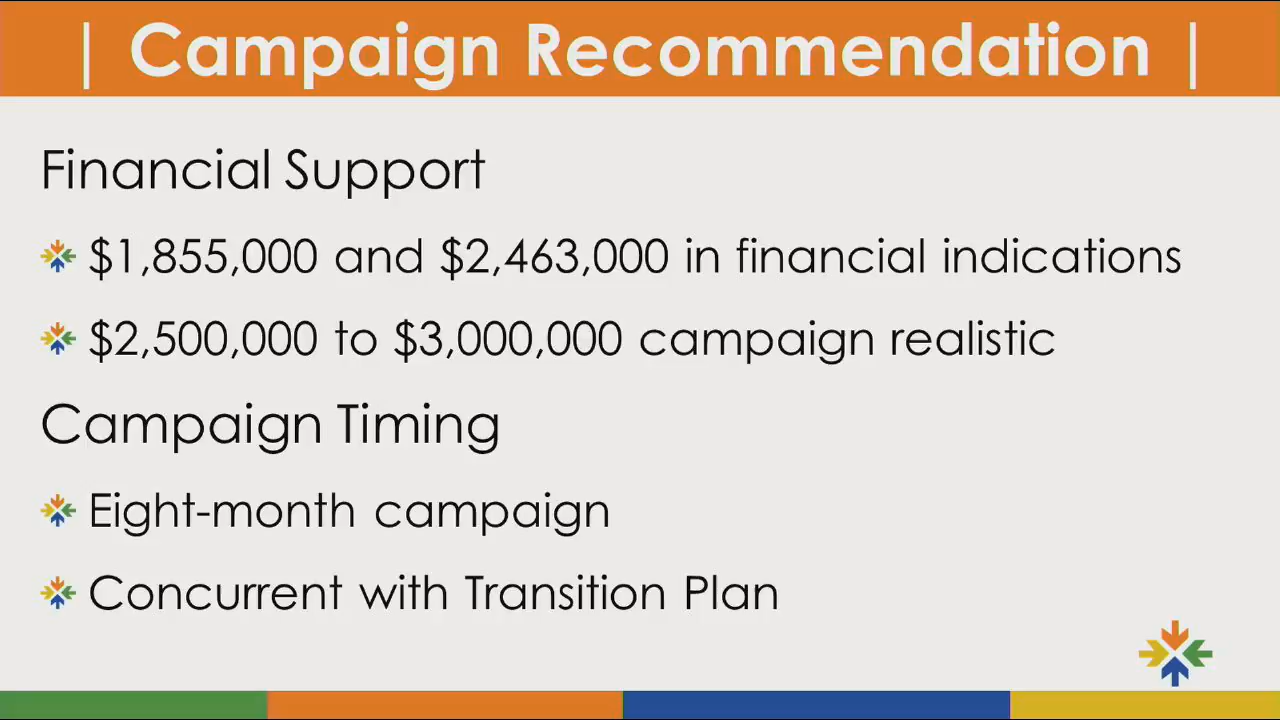 | Campaign Recommendation |
Financial Support
$1,855,000 and $2,463,000 in financial indications
$2,500,000 to $3,000,000 campaign realistic
Campaign Timing
Eight-month campaign
Concurrent with Transition Plan